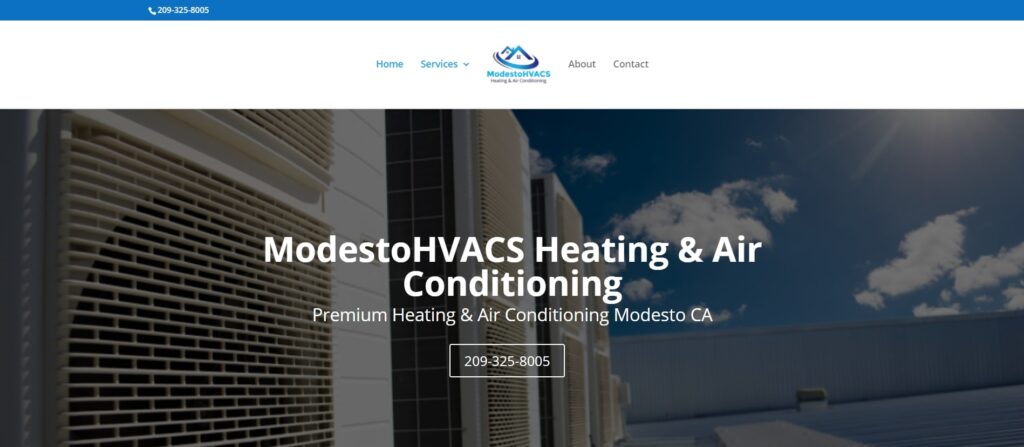 209-325-8005
Home Services About Contact
ModestoHVACS
Heating & Air Conditioning
ModestoHVACS Heating & Air
Conditioning
Premium Heating & Air Conditioning Modesto CA
209-325-8005